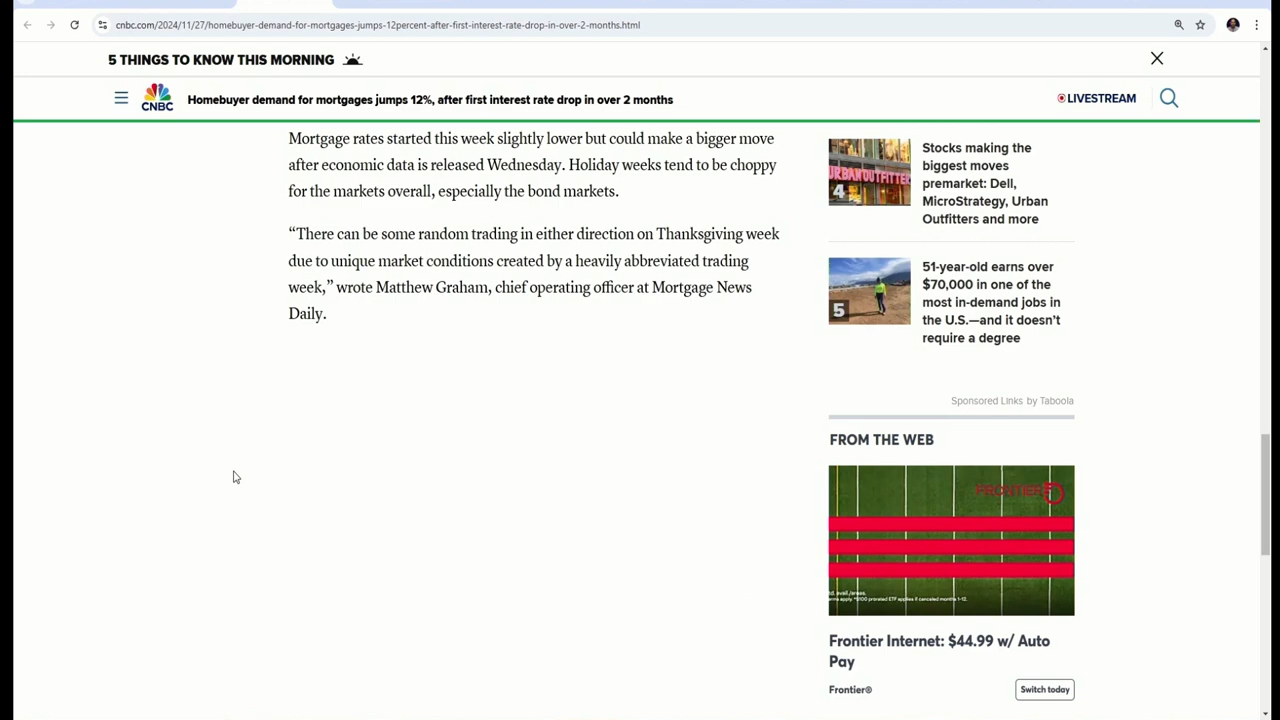 cnbc.com/2024/11/27/homebuyer-demand-for-mortgages-jumps-12percent-after-first-interest-rate-drop-in-over-2-months.html
5 THINGS TO KNOW THIS MORNING
CNBC
Homebuyer demand for mortgages jumps 12%, after first interest rate drop in over 2 months
LIVESTREAM
Mortgage rates started this week slightly lower but could make a bigger move
after economic data is released Wednesday. Holiday weeks tend to be choppy
for the markets overall, especially the bond markets.
“There can be some random trading in either direction on Thanksgiving week
due to unique market conditions created by a heavily abbreviated trading
week,” wrote Matthew Graham, chief operating officer at Mortgage News
Daily.
URBAN OUTFITTERS
4
Stocks making the
biggest moves
premarket: Dell,
MicroStrategy, Urban
Outfitters and more
5
51-year-old earns over
$70,000 in one of the
most in-demand jobs in
the U.S.—and it doesn’t
require a degree
Sponsored Links by Taboola
FROM THE WEB
FRONTIER
Frontier Internet: $44.99 w/ Auto
Pay
Frontier®
Switch today